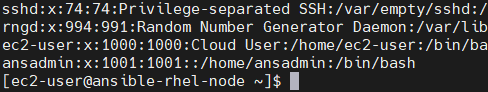 sshd:x:74:74:Privilege-separated SSH:/var/empty/sshd:/
rngd:x:994:991:Random Number Generator Daemon:/var/lib
ec2-user:x:1000:1000:Cloud User:/home/ec2-user:/bin/ba
ansadmin:x:1001:1001::/home/ansadmin:/bin/bash
[ec2-user@ansible-rhel-node ~]$